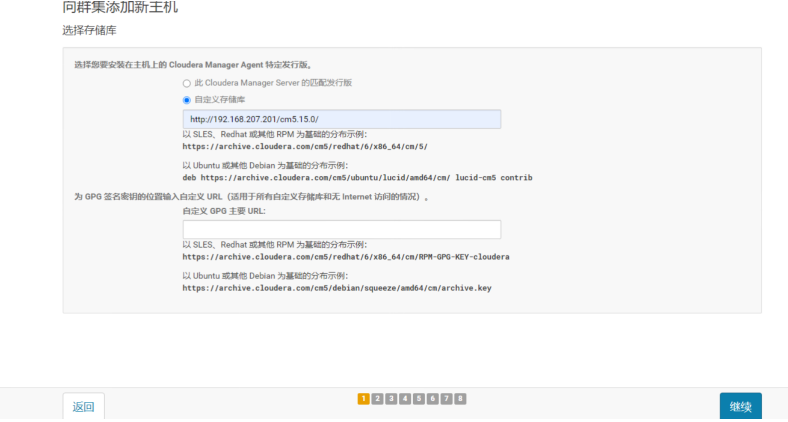 向群集添加新主机
选择存储库
选择您要安装在主机上的 Cloudera Manager Agent 特定发行版。
此 Cloudera Manager Server 的匹配发行版
自定义存储库
http://192.168.207.201/cm5.15.0/
以 SLES、Redhat 或其他 RPM 为基础的分布示例：
https://archive.cloudera.com/cm5/redhat/6/x86_64/cm/5/
以 Ubuntu 或其他 Debian 为基础的分布示例：
deb https://archive.cloudera.com/cm5/ubuntu/lucid/amd64/cm/ lucid-cm5 contrib
为 GPG 签名密钥的位置输入自定义 URL（适用于所有自定义存储库和无 Internet 访问的情况）。
自定义 GPG 主要 URL:
以 SLES、Redhat 或其他 RPM 为基础的分布示例：
https://archive.cloudera.com/cm5/redhat/6/x86_64/cm/RPM-GPG-KEY-cloudera
以 Ubuntu 或其他 Debian 为基础的分布示例：
https://archive.cloudera.com/cm5/debian/squeeze/amd64/cm/archive.key
返回 1 2 3 4 5 6 7 8 继续